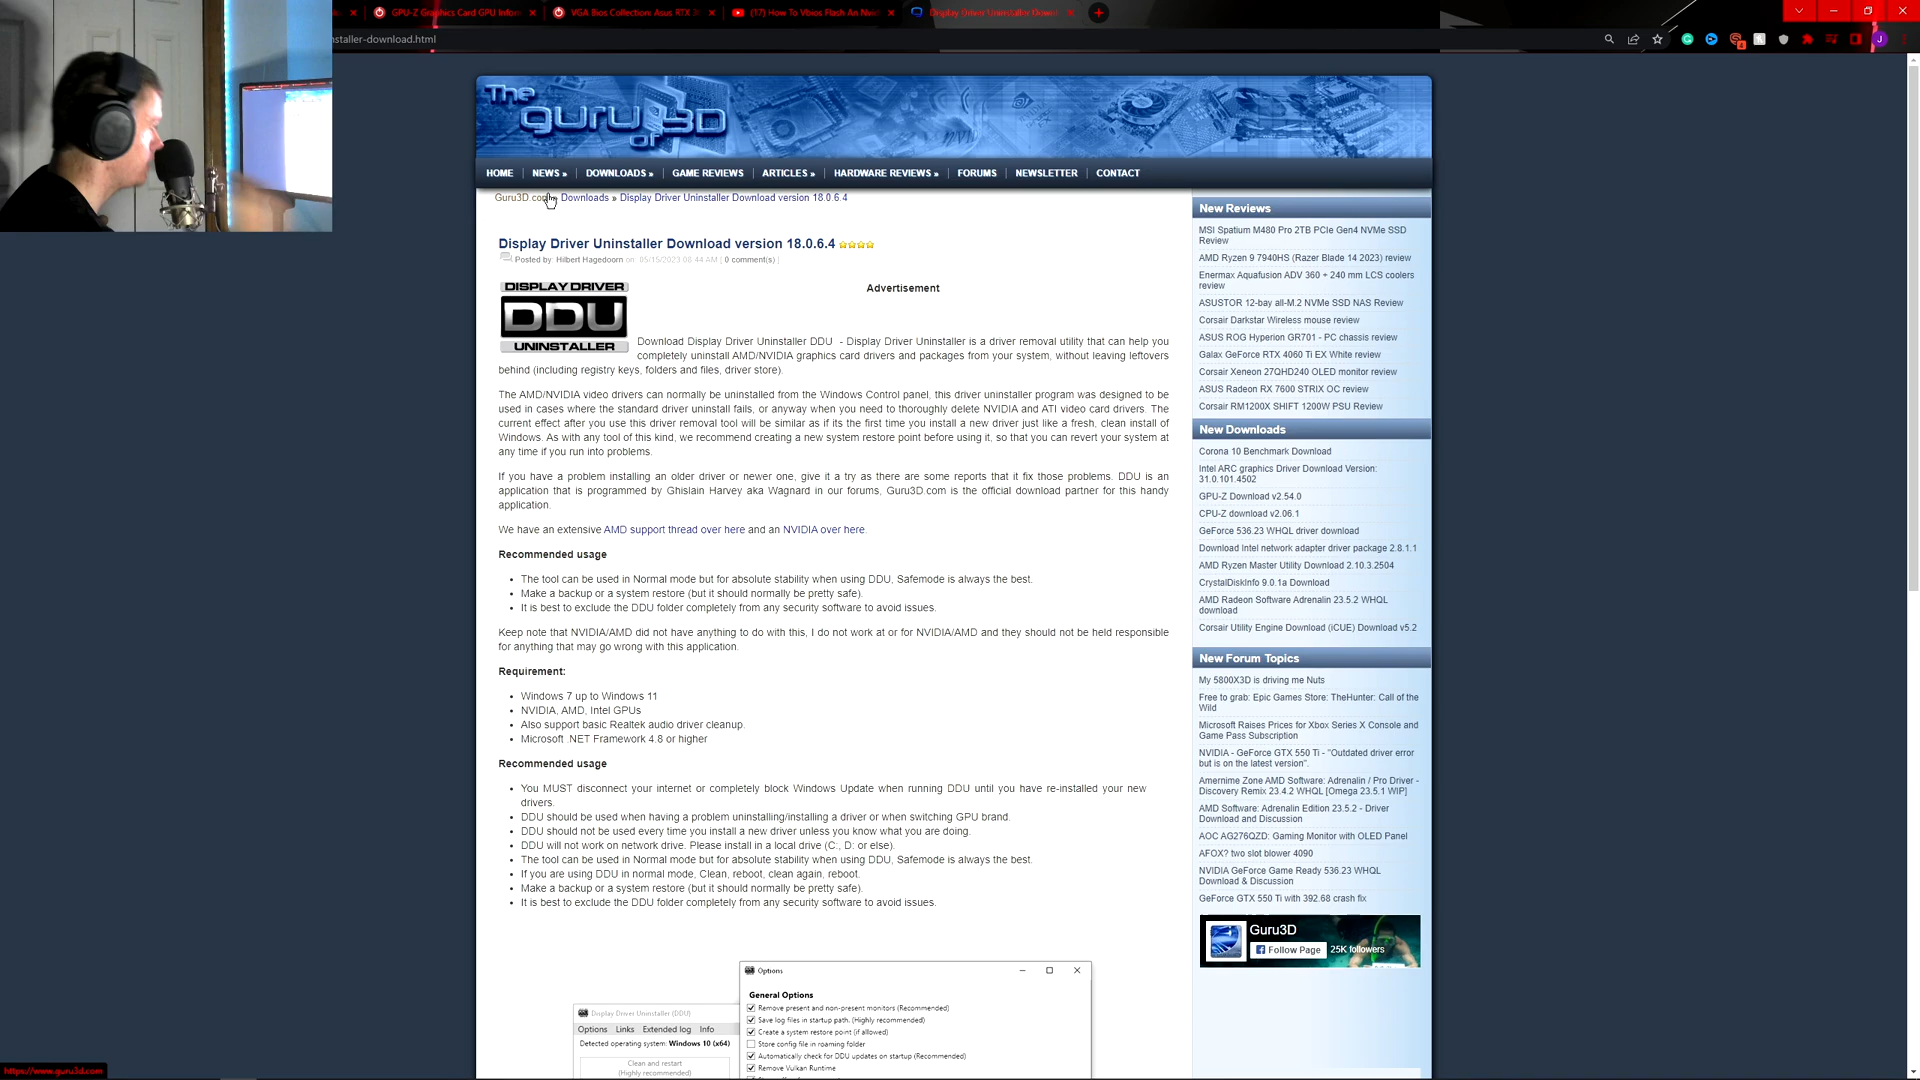 GPU-Z Graphics Card GPU Infor
VGA Bios Collection: Asus RTX 3
(17) How To Vbios Flash An Nvid
Display Driver Uninstaller Downl
nstaller-download.html
4
J
The
guru
of
3D
HOME | NEWS » | DOWNLOADS » | GAME REVIEWS | ARTICLES » | HARDWARE REVIEWS » | FORUMS | NEWSLETTER | CONTACT
Guru3D.com Downloads » Display Driver Uninstaller Download version 18.0.6.4
Display Driver Uninstaller Download version 18.0.6.4
Posted by: Hilbert Hagedoorn on: 05/15/2023 08:44 AM [ 0 comment(s) ]
Advertisement
DISPLAY DRIVER
DDU
UNINSTALLER
Download Display Driver Uninstaller DDU - Display Driver Uninstaller is a driver removal utility that can help you
completely uninstall AMD/NVIDIA graphics card drivers and packages from your system, without leaving leftovers
behind (including registry keys, folders and files, driver store).
The AMD/NVIDIA video drivers can normally be uninstalled from the Windows Control panel, this driver uninstaller program was designed to be
used in cases where the standard driver uninstall fails, or anyway when you need to thoroughly delete NVIDIA and ATI video card drivers. The
current effect after you use this driver removal tool will be similar as if its the first time you install a new driver just like a fresh, clean install of
Windows. As with any tool of this kind, we recommend creating a new system restore point before using it, so that you can revert your system at
any time if you run into problems.
If you have a problem installing an older driver or newer one, give it a try as there are some reports that it fix those problems. DDU is an
application that is programmed by Ghislain Harvey aka Wagnard in our forums, Guru3D.com is the official download partner for this handy
application.
We have an extensive AMD support thread over here and an NVIDIA over here.
Recommended usage
• The tool can be used in Normal mode but for absolute stability when using DDU, Safemode is always the best.
• Make a backup or a system restore (but it should normally be pretty safe).
• It is best to exclude the DDU folder completely from any security software to avoid issues.
Keep note that NVIDIA/AMD did not have anything to do with this, I do not work at or for NVIDIA/AMD and they should not be held responsible
for anything that may go wrong with this application.
Requirement:
• Windows 7 up to Windows 11
• NVIDIA, AMD, Intel GPUs
• Also support basic Realtek audio driver cleanup.
• Microsoft .NET Framework 4.8 or higher
Recommended usage
• You MUST disconnect your internet or completely block Windows Update when running DDU until you have re-installed your new
drivers.
• DDU should be used when having a problem uninstalling/installing a driver or when switching GPU brand.
• DDU should not be used every time you install a new driver unless you know what you are doing.
• DDU will not work on network drive. Please install in a local drive (C:, D: or else).
• The tool can be used in Normal mode but for absolute stability when using DDU, Safemode is always the best.
• If you are using DDU in normal mode, Clean, reboot, clean again, reboot.
• Make a backup or a system restore (but it should normally be pretty safe).
• It is best to exclude the DDU folder completely from any security software to avoid issues.
Display Driver Uninstaller (DDU)
Options Links Extended log Info
Detected operating system: Windows 10 (x64)
Clean and restart
(Highly recommended)
Options
General Options
Remove present and non-present monitors (Recommended)
Save log files in startup path. (Highly recommended)
Create a system restore point (if allowed)
Store config file in roaming folder
Automatically check for DDU updates on startup (Recommended)
Remove Vulkan Runtime
New Reviews
MSI Spatium M480 Pro 2TB PCIe Gen4 NVMe SSD
Review
AMD Ryzen 9 7940HS (Razer Blade 14 2023) review
Enermax Aquafusion ADV 360 + 240 mm LCS coolers
review
ASUSTOR 12-bay all-M.2 NVMe SSD NAS Review
Corsair Darkstar Wireless mouse review
ASUS ROG Hyperion GR701 - PC chassis review
Galax GeForce RTX 4060 Ti EX White review
Corsair Xeneon 27QHD240 OLED monitor review
ASUS Radeon RX 7600 STRIX OC review
Corsair RM1200X SHIFT 1200W PSU Review
New Downloads
Corona 10 Benchmark Download
Intel ARC graphics Driver Download Version:
31.0.101.4502
GPU-Z Download v2.54.0
CPU-Z download v2.06.1
GeForce 536.23 WHQL driver download
Download Intel network adapter driver package 2.8.1.1
AMD Ryzen Master Utility Download 2.10.3.2504
CrystalDiskInfo 9.0.1a Download
AMD Radeon Software Adrenalin 23.5.2 WHQL
download
Corsair Utility Engine Download (iCUE) Download v5.2
New Forum Topics
My 5800X3D is driving me Nuts
Free to grab: Epic Games Store: TheHunter: Call of the
Wild
Microsoft Raises Prices for Xbox Series X Console and
Game Pass Subscription
NVIDIA - GeForce GTX 550 Ti - "Outdated driver error
but is on the latest version".
Amernime Zone AMD Software: Adrenalin / Pro Driver -
Discovery Remix 23.4.2 WHQL [Omega 23.5.1 WIP]
AMD Software: Adrenalin Edition 23.5.2 - Driver
Download and Discussion
AOC AG276QZD: Gaming Monitor with OLED Panel
AFOX? two slot blower 4090
NVIDIA GeForce Game Ready 536.23 WHQL
Download & Discussion
GeForce GTX 550 Ti with 392.68 crash fix
Guru3D
Follow Page 25K followers
https://www.guru3d.com